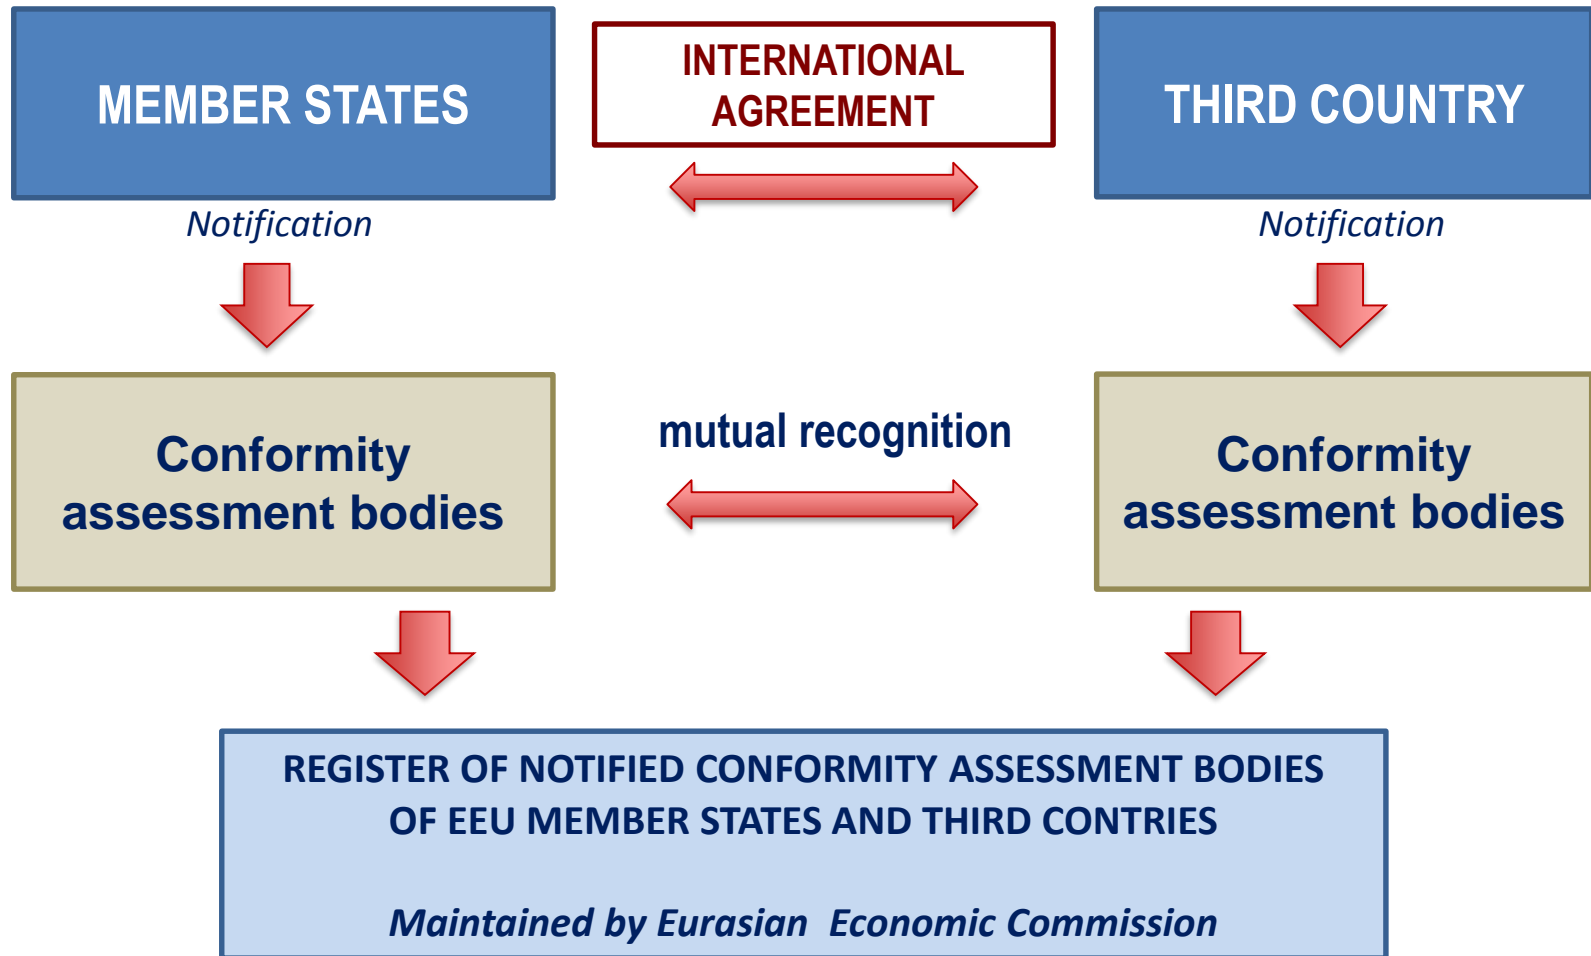 MEMBER STATES
INTERNATIONAL
AGREEMENT
THIRD COUNTRY
Notification
Notification
Conformity
assessment bodies
mutual recognition
Conformity
assessment bodies
REGISTER OF NOTIFIED CONFORMITY ASSESSMENT BODIES
OF EEU MEMBER STATES AND THIRD CONTRIES
Maintained by Eurasian Economic Commission